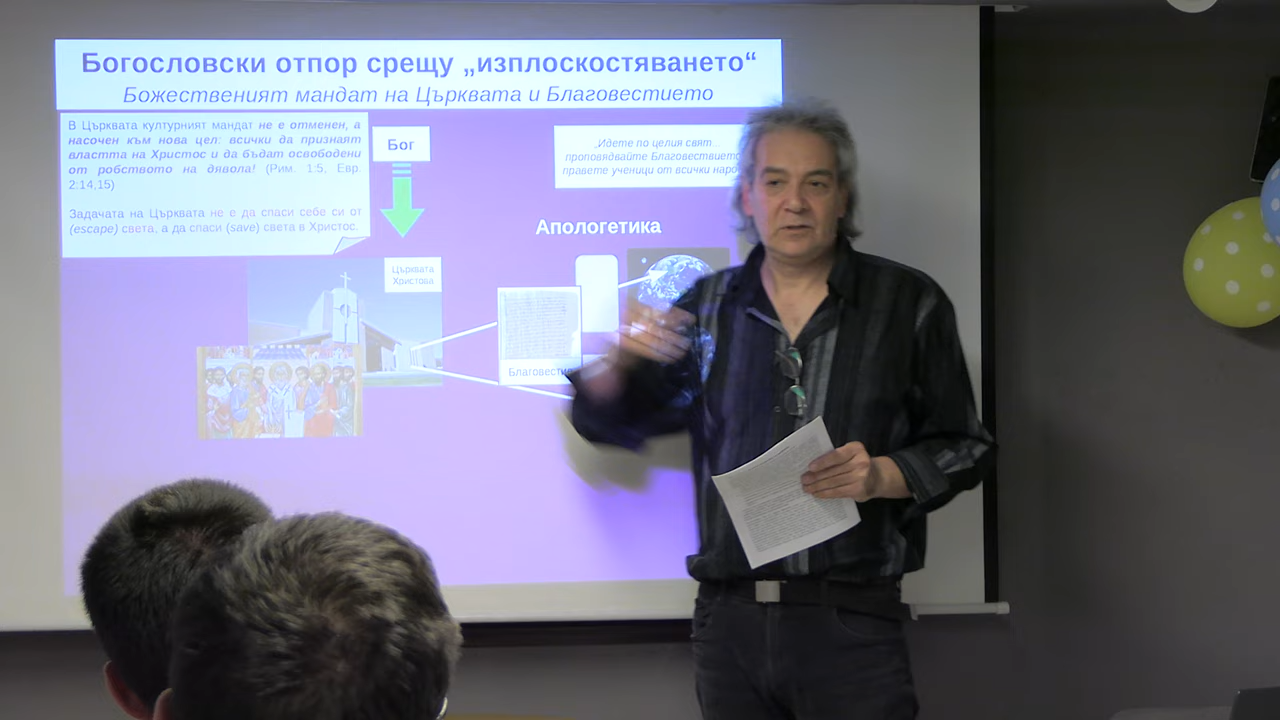 Богословски отпор срещу „изплоскостяването“
Божественият мандат на Църквата и Благовестието
В Църквата културният мандат не е отменен, а
насочен към нова цел: всички да признаят
властта на Христос и да бъдат освободени
от робството на дявола! (Рим. 1:5, Евр.
2:14,15)
Задачата на Църквата не е да спаси себе си от
(escape) света, а да спаси (save) света в Христос.
Бог
„Идете по целия свят...
проповядвайте Благовествието
правете ученици от всички наро
Апологетика
Църквата
Христова
Благовестие